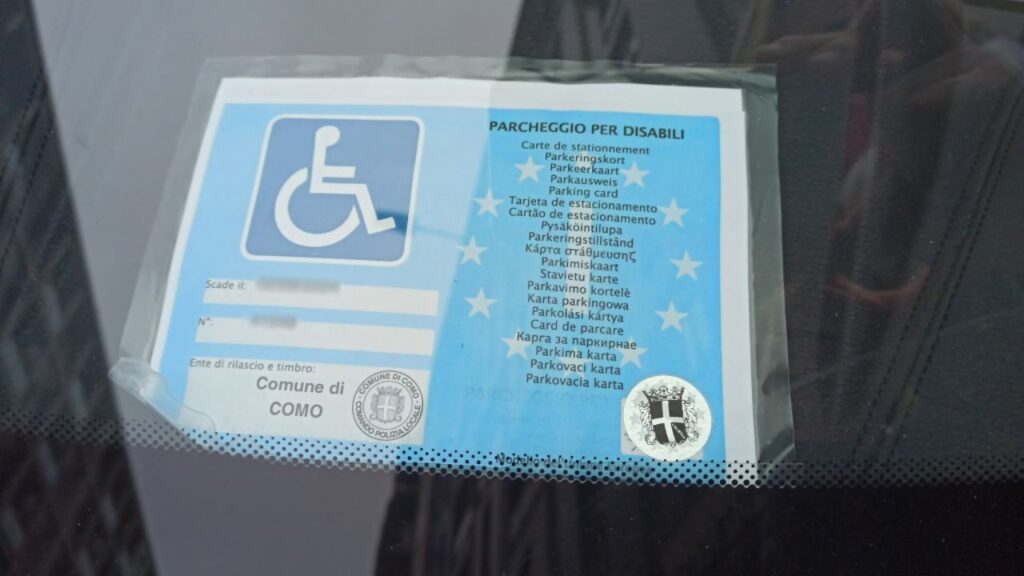 PARCHEGGIO PER DISABILI
Carte de stationnement
Parkeringskort
Parkeerkaart
Parkausweis
Parking card
Tarjeta de estacionamento
Cartão de estacionamento
Pysäköintilupa
Parkeringstillstånd
Κάρτα στάθμευσης
Parkimiskaart
Stavietu karte
Parkavimo kortelė
Karta parkingowa
Parkolási kártya
Card de parcare
Карга за паркирнае
Parkima karta
Parkovaci karta
Parkovacia karta
Scade il:
N°:
Ente di rilascio e timbro:
Comune di
COMO
COMUNE DI COMO
COMANDO POLIZIA LOCALE